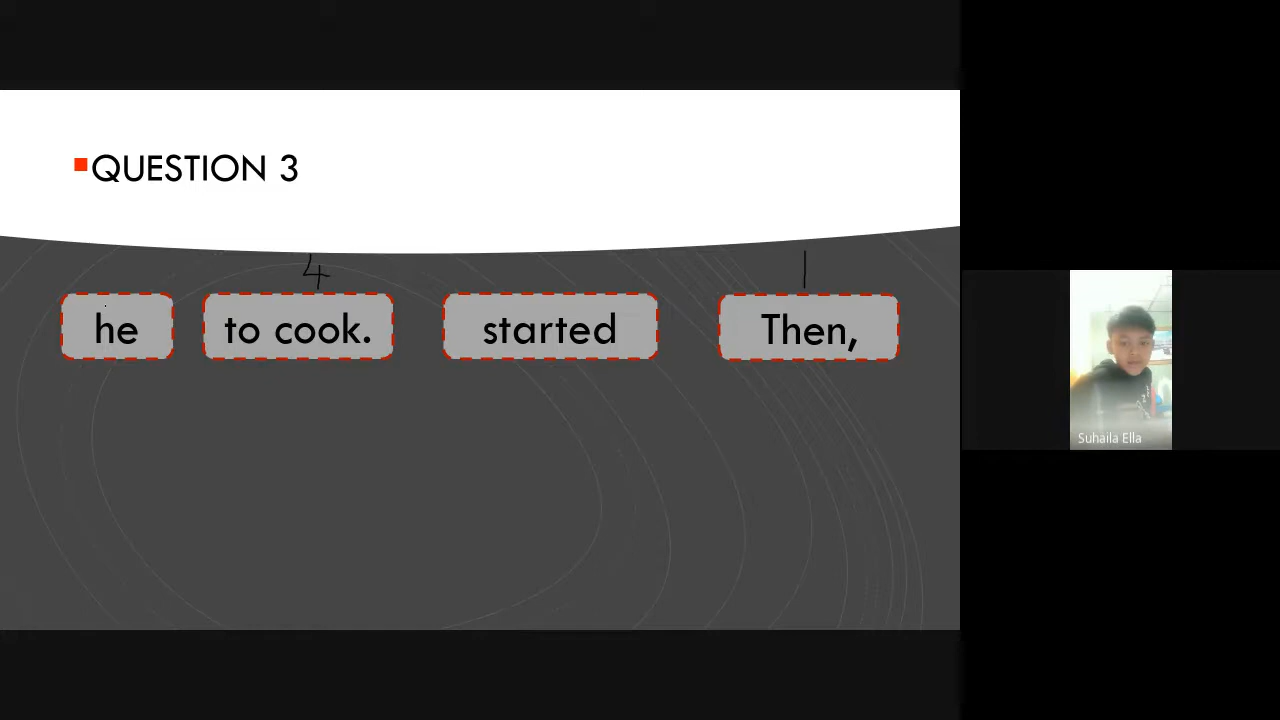 QUESTION 3
4 1
he to cook. started Then,
Suhaila Ella